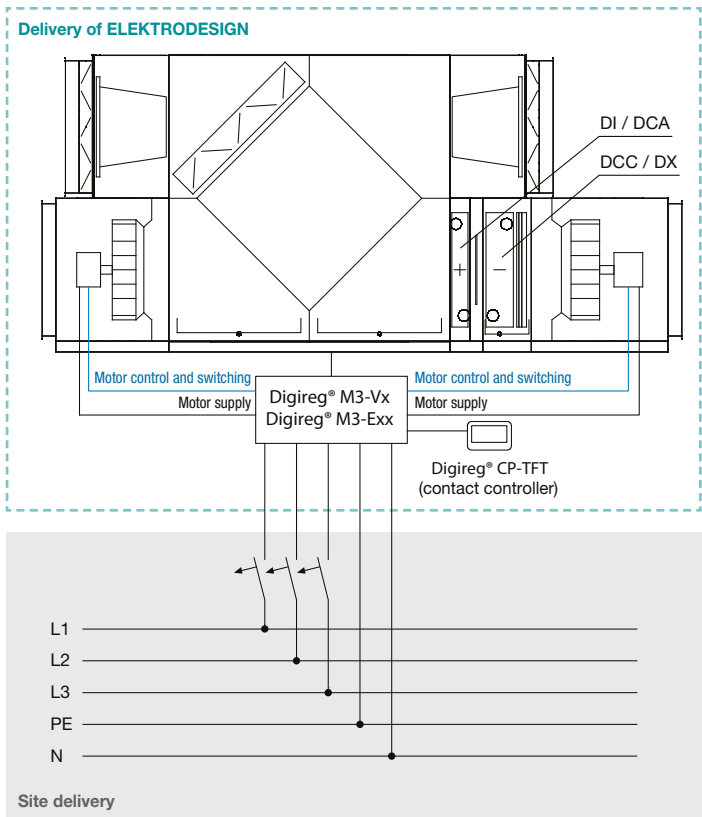 Delivery of ELEKTRODESIGN
DI / DCA
DCC / DX
+
−
Motor control and switching
Motor supply
Digireg® M3-Vx
Digireg® M3-Exx
Motor control and switching
Motor supply
Digireg® CP-TFT
(contact controller)
L1
L2
L3
PE
N
Site delivery